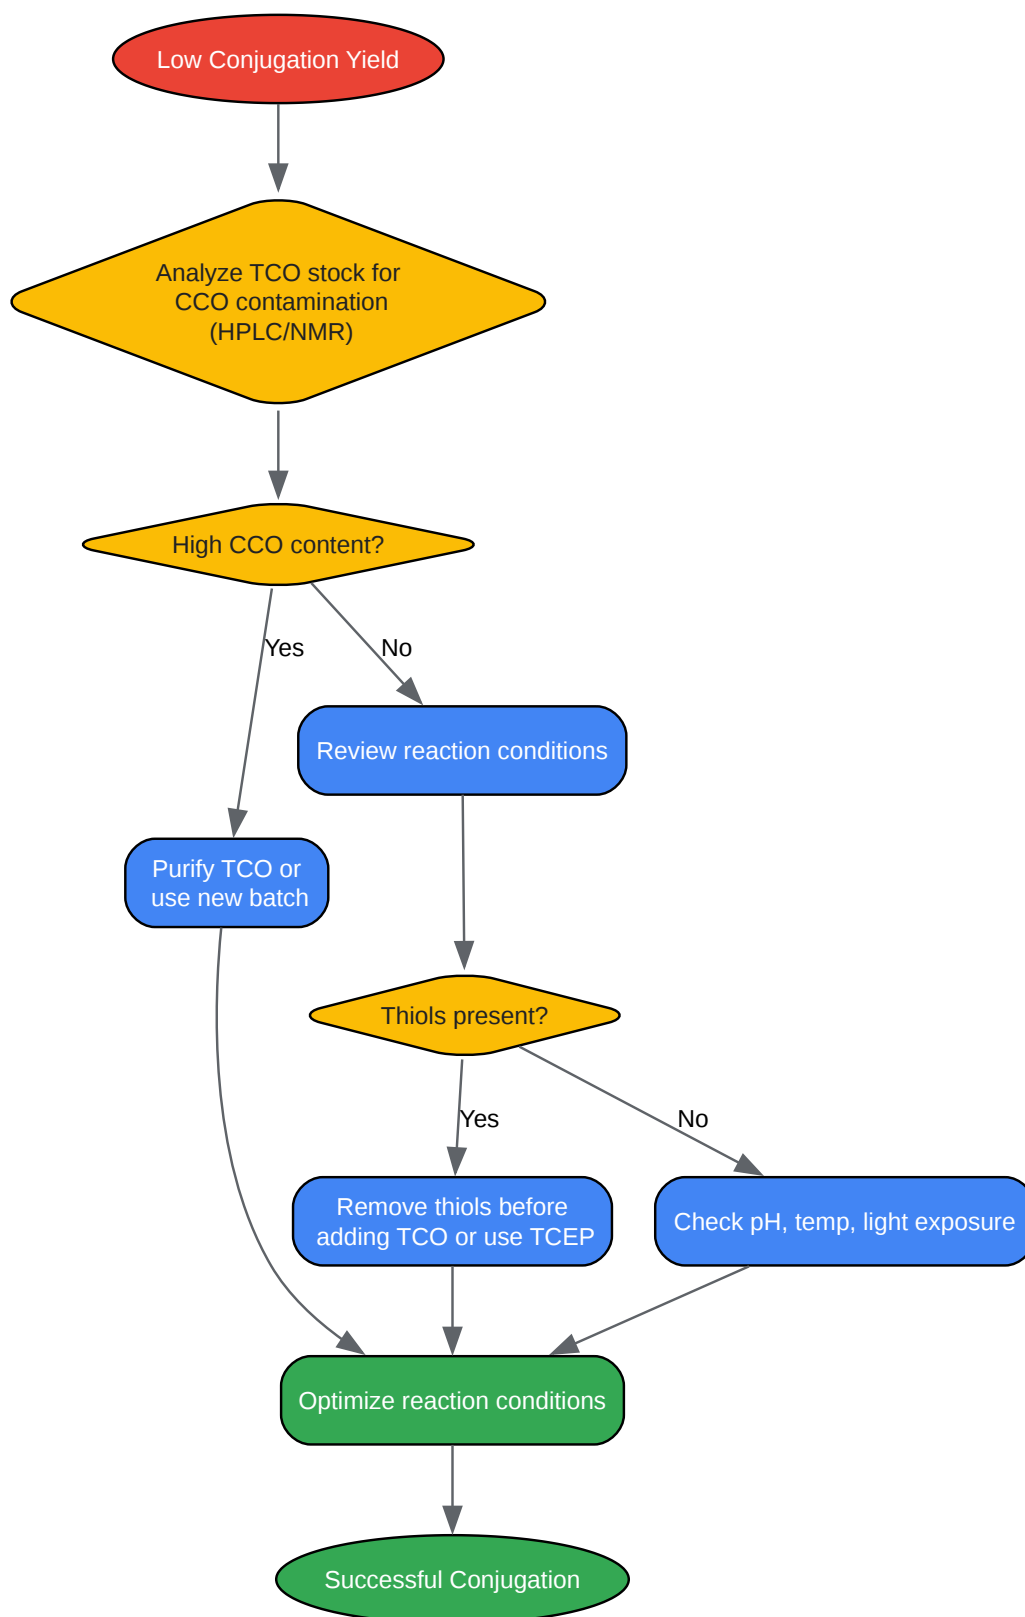 Low Conjugation Yield
Analyze TCO stock for
CCO contamination
(HPLC/NMR)
High CCO content?
Yes
No
Review reaction conditions
Purify TCO or
use new batch
Thiols present?
Yes
No
Remove thiols before
adding TCO or use TCEP
Check pH, temp, light exposure
Optimize reaction conditions
Successful Conjugation